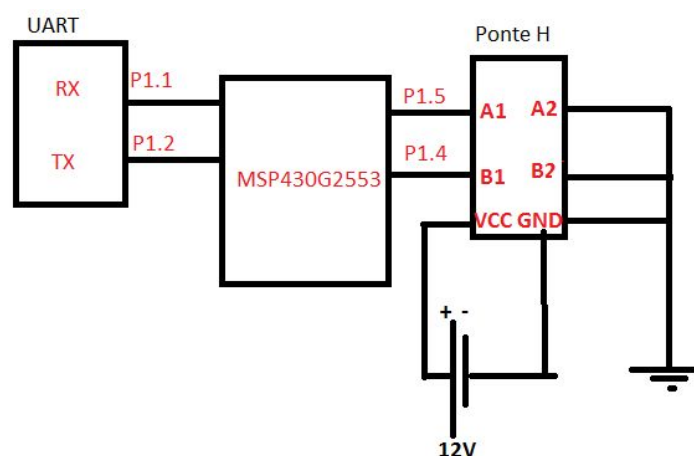 UART
RX
TX
P1.1
P1.2
MSP430G2553
P1.5
P1.4
Ponte H
A1 A2
B1 B2
VCC GND
+ -
12V